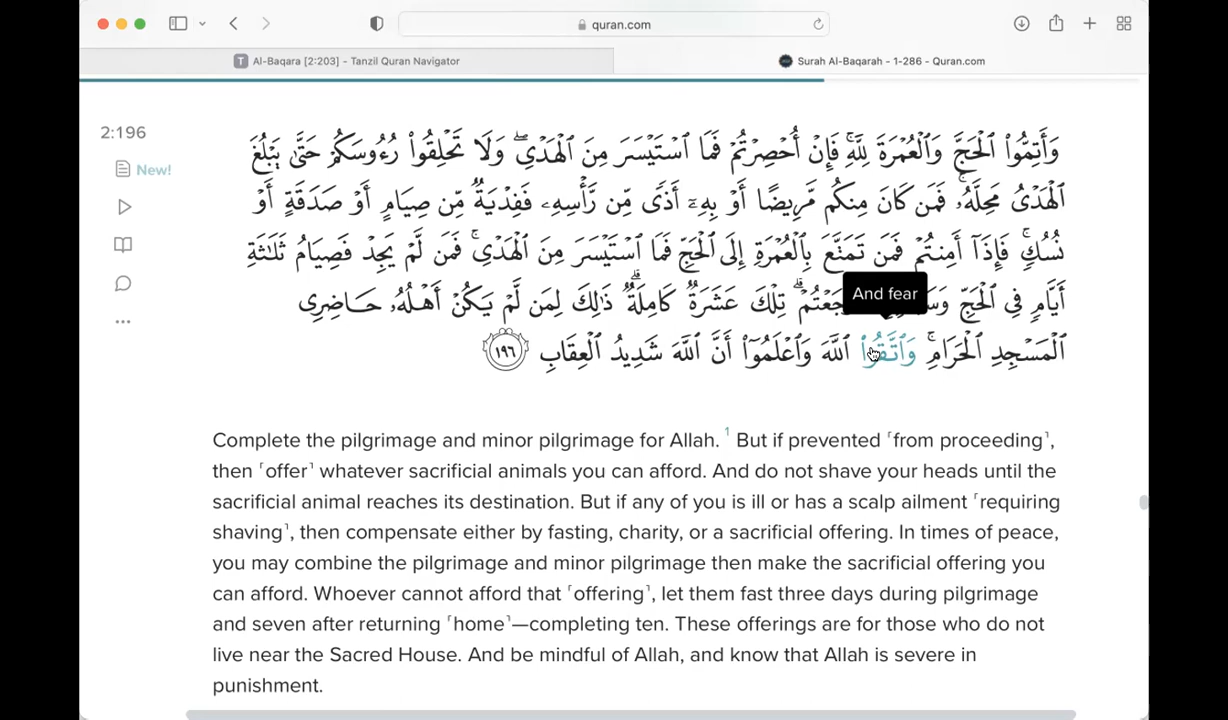 quran.com
Al-Baqara [2:203] - Tanzil Quran Navigator
Surah Al-Baqarah - 1-286 - Quran.com
2:196
New!
وَأَتِمُّوا۟ ٱلْحَجَّ وَٱلْعُمْرَةَ لِلَّهِ ۚ فَإِنْ أُحْصِرْتُمْ فَمَا ٱسْتَيْسَرَ مِنَ ٱلْهَدْىِ ۖ وَلَا تَحْلِقُوا۟ رُءُوسَكُمْ حَتَّىٰ يَبْلُغَ
ٱلْهَدْىُ مَحِلَّهُۥ ۚ فَمَن كَانَ مِنكُم مَّرِيضًا أَوْ بِهِۦٓ أَذًى مِّن رَّأْسِهِۦ فَفِدْيَةٌ مِّن صِيَامٍ أَوْ صَدَقَةٍ أَوْ
نُسُكٍ ۚ فَإِذَآ أَمِنتُمْ فَمَن تَمَتَّعَ بِٱلْعُمْرَةِ إِلَى ٱلْحَجِّ فَمَا ٱسْتَيْسَرَ مِنَ ٱلْهَدْىِ ۚ فَمَن لَّمْ يَجِدْ فَصِيَامُ ثَلَـٰثَةِ
أَيَّامٍ فِى ٱلْحَجِّ رَجَعْتُمْ ۗ تِلْكَ عَشَرَةٌ كَامِلَةٌ ۗ ذَٰلِكَ لِمَن لَّمْ يَكُنْ أَهْلُهُۥ حَاضِرِى
And fear
ٱلْمَسْجِدِ ٱلْحَرَامِ ۚ وَٱتَّقُوا۟ ٱللَّهَ وَٱعْلَمُوٓا۟ أَنَّ ٱللَّهَ شَدِيدُ ٱلْعِقَابِ ١٩٦
Complete the pilgrimage and minor pilgrimage for Allah. 1 But if prevented ˹from proceeding˺,
then ˹offer˺ whatever sacrificial animals you can afford. And do not shave your heads until the
sacrificial animal reaches its destination. But if any of you is ill or has a scalp ailment ˹requiring
shaving˺, then compensate either by fasting, charity, or a sacrificial offering. In times of peace,
you may combine the pilgrimage and minor pilgrimage then make the sacrificial offering you
can afford. Whoever cannot afford that ˹offering˺, let them fast three days during pilgrimage
and seven after returning ˹home˺—completing ten. These offerings are for those who do not
live near the Sacred House. And be mindful of Allah, and know that Allah is severe in
punishment.